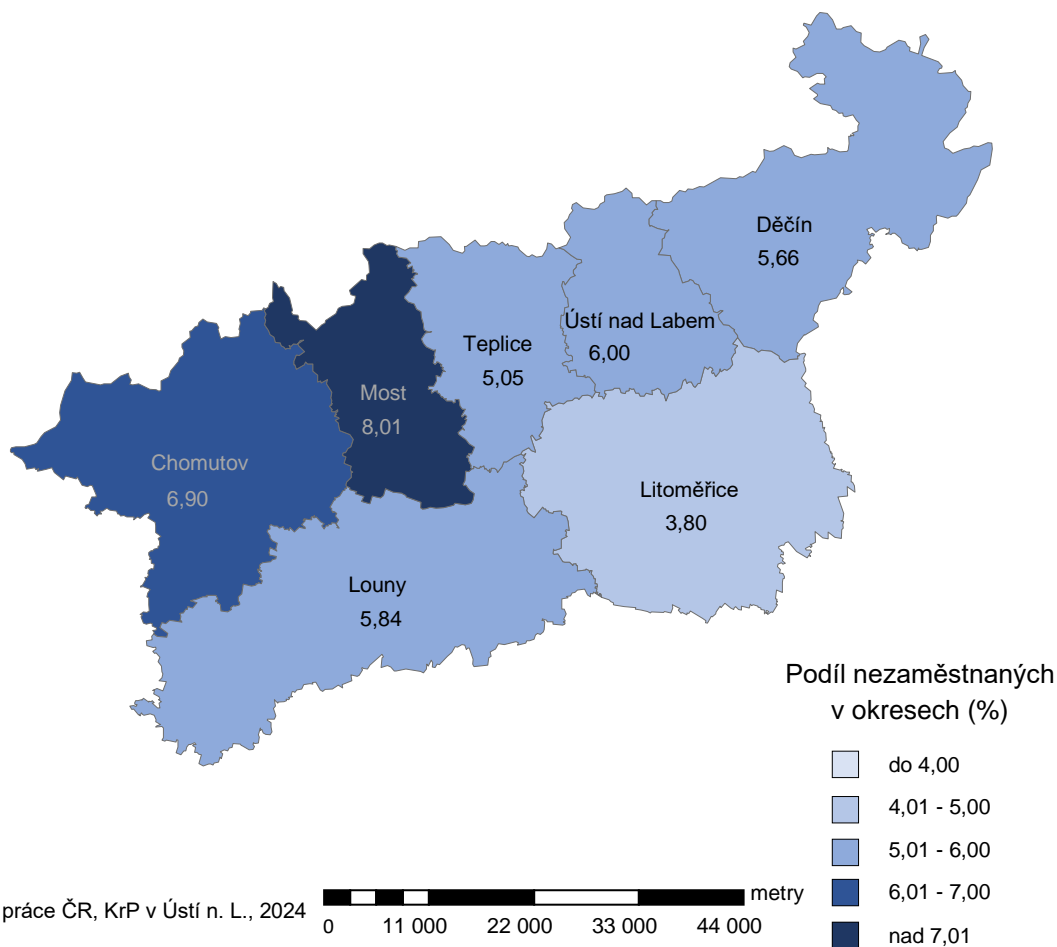 Děčín
5,66
Ústí nad Labem
6,00
Teplice
5,05
Most
8,01
Chomutov
6,90
Litoměřice
3,80
Louny
5,84
Podíl nezaměstnaných
v okresech (%)
do 4,00
4,01 - 5,00
5,01 - 6,00
6,01 - 7,00
nad 7,01
práce ČR, KrP v Ústí n. L., 2024
metry
0 11 000 22 000 33 000 44 000